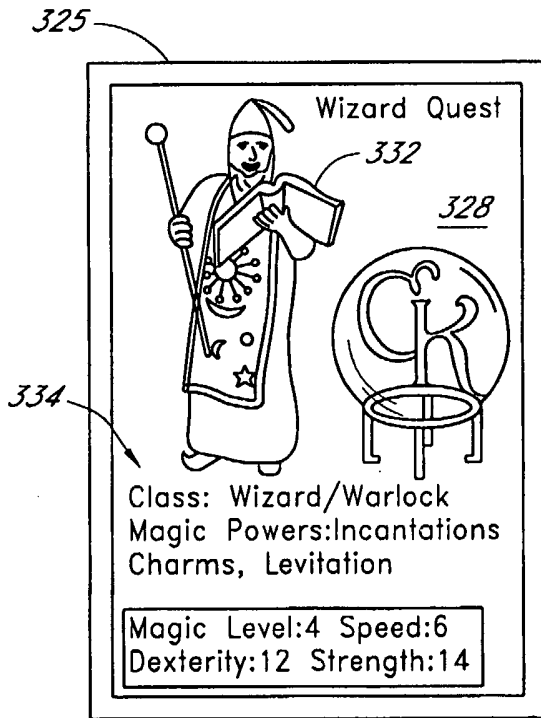 325
Wizard Quest
332
328
CK
334
Class: Wizard/Warlock
Magic Powers:Incantations
Charms, Levitation
Magic Level:4 Speed:6
Dexterity:12 Strength:14